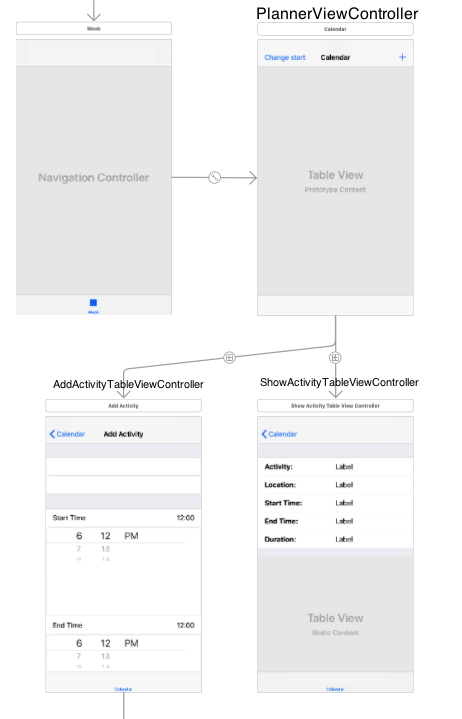 PlannerViewController
Week
Calendar
Change start Calendar +
Navigation Controller
Table View
Prototype Content
Week
AddActivityTableViewController
ShowActivityTableViewController
Add Activity
Show Activity Table View Controller
Calendar Add Activity
Calendar
Activity: Label
Location: Label
Start Time: Label
End Time: Label
Duration: Label
Start Time 12:00
6 12 PM
7 13
8 14
Table View
Static Content
End Time 12:00
6 12 PM
7 13
8 14
Calendar
Calendar